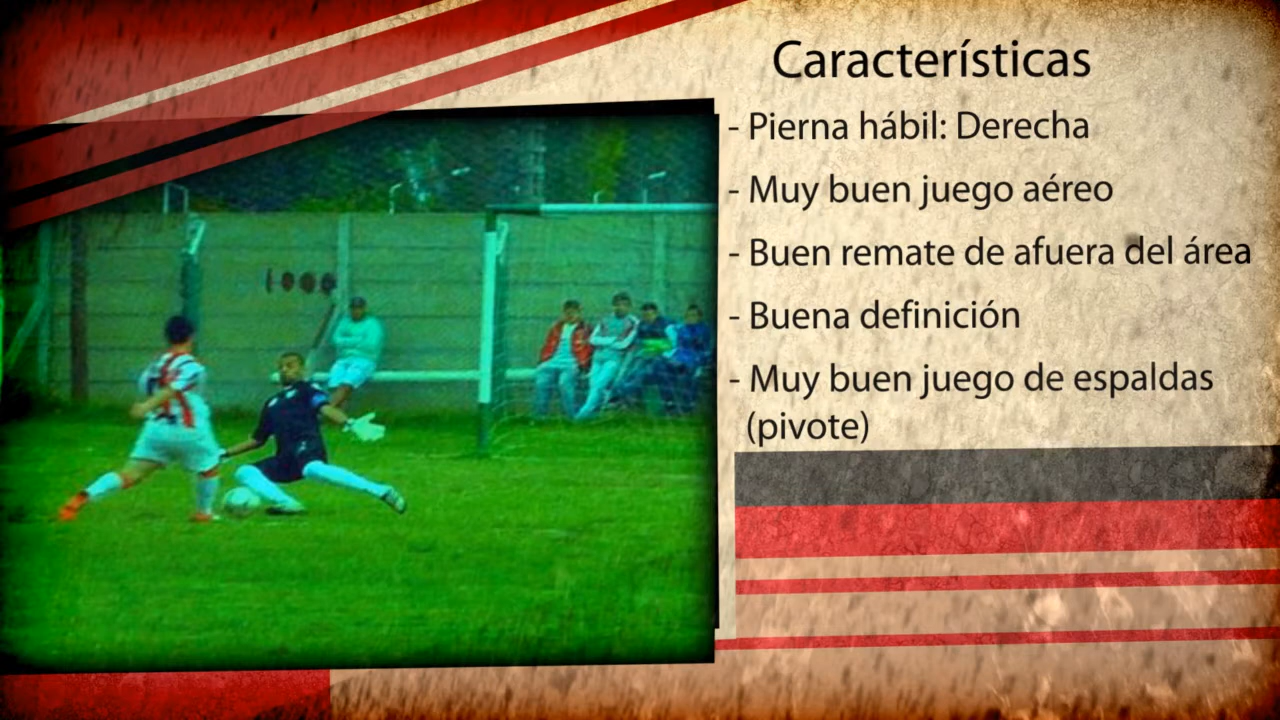 Características
- Pierna hábil: Derecha
- Muy buen juego aéreo
- Buen remate de afuera del área
- Buena definición
- Muy buen juego de espaldas
(pivote)